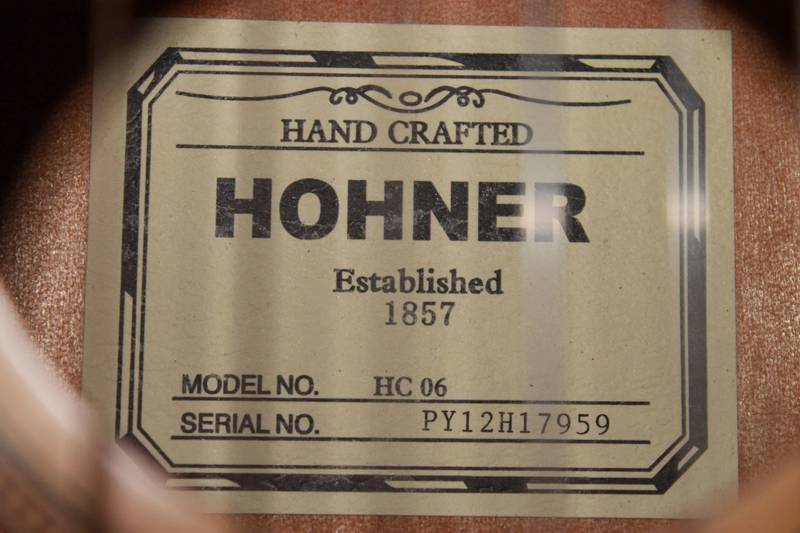 HAND CRAFTED
HOHNER
Established
1857
MODEL NO. HC 06
SERIAL NO. PY12H17959